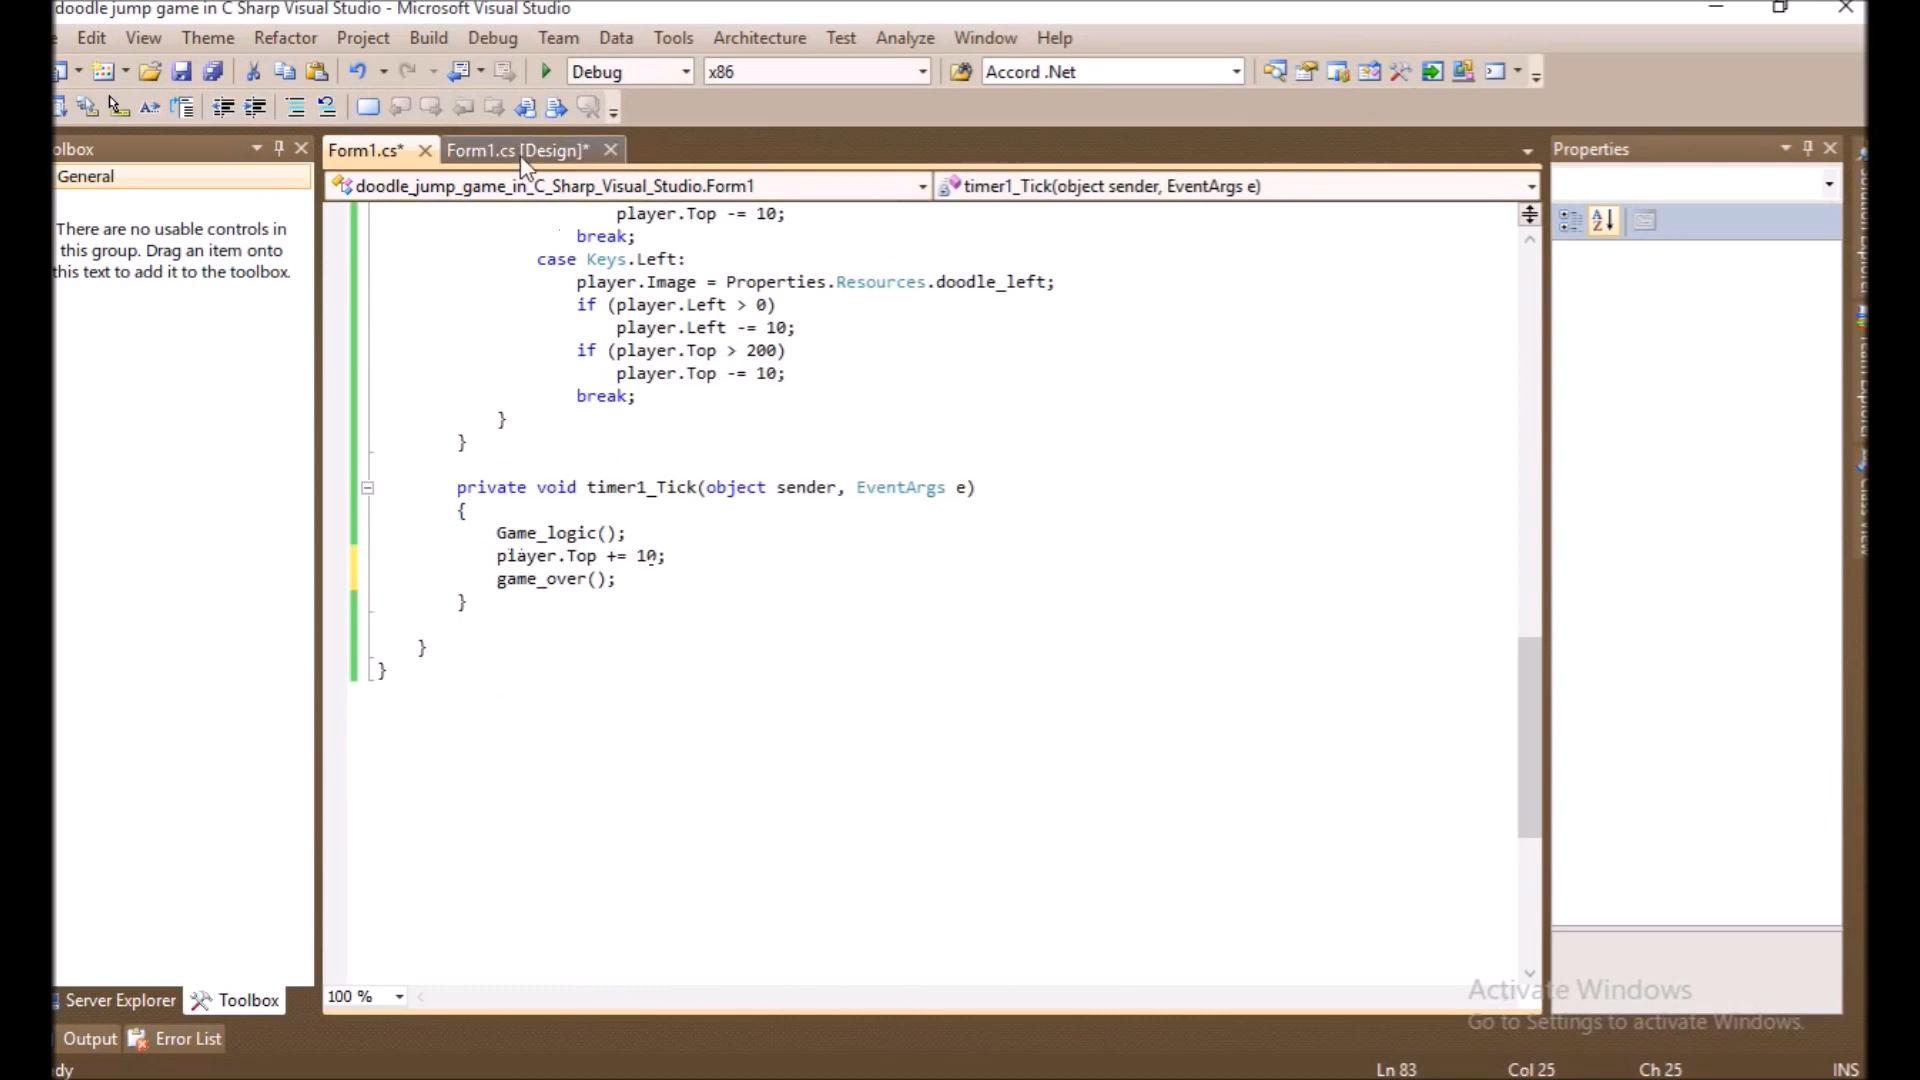 doodle jump game in C Sharp Visual Studio - Microsoft Visual Studio
Edit View Theme Refactor Project Build Debug Team Data Tools Architecture Test Analyze Window Help
Debug x86 Accord .Net
olbox
Form1.cs* Form1.cs [Design]*
Properties
General
doodle_jump_game_in_C_Sharp_Visual_Studio.Form1 timer1_Tick(object sender, EventArgs e)
There are no usable controls in
this group. Drag an item onto
this text to add it to the toolbox.
player.Top -= 10;
break;
case Keys.Left:
player.Image = Properties.Resources.doodle_left;
if (player.Left > 0)
player.Left -= 10;
if (player.Top > 200)
player.Top -= 10;
break;
}
}
private void timer1_Tick(object sender, EventArgs e)
{
Game_logic();
player.Top += 10;
game_over();
}
}
}
Solution Explorer
Team Explorer
Class View
100 %
Server Explorer Toolbox
Output Error List
Activate Windows
Go to Settings to activate Windows.
dy Ln 83 Col 25 Ch 25 INS